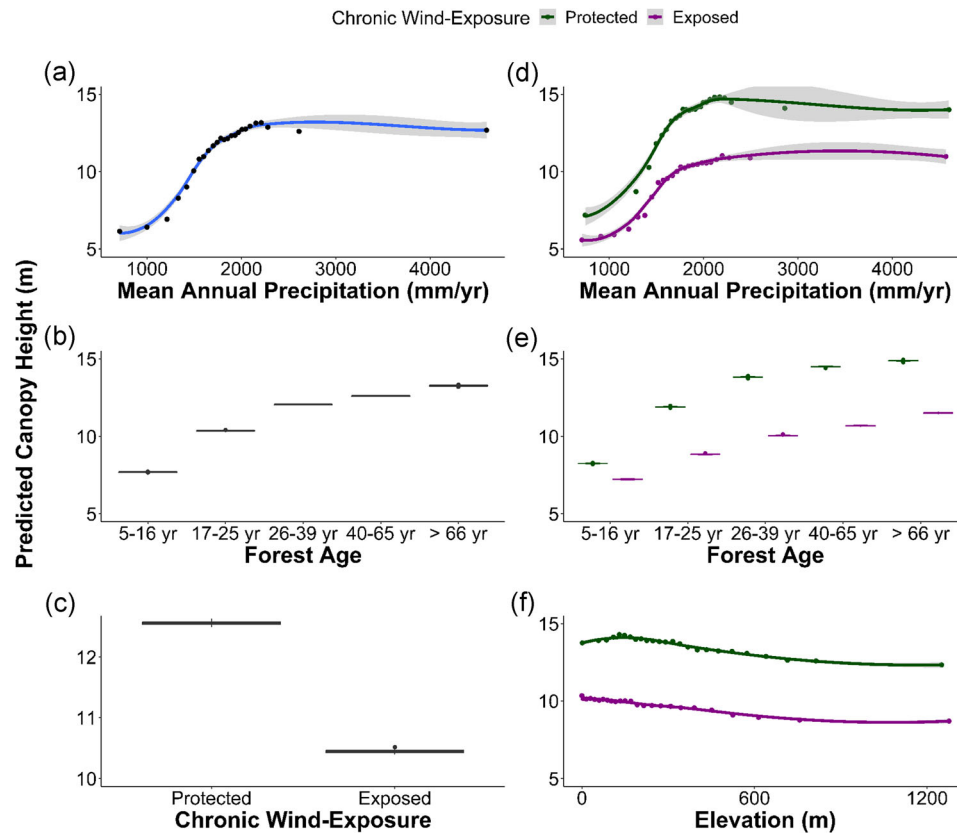 Chronic Wind-Exposure Protected Exposed
(a)
15
10
5
1000 2000 3000 4000
Mean Annual Precipitation (mm/yr)
(d)
15
10
5
1000 2000 3000 4000
Mean Annual Precipitation (mm/yr)
Predicted Canopy Height (m)
(b)
15
10
5
5-16 yr 17-25 yr 26-39 yr 40-65 yr > 66 yr
Forest Age
(e)
15
10
5
5-16 yr 17-25 yr 26-39 yr 40-65 yr > 66 yr
Forest Age
(c)
12
11
10
Protected Exposed
Chronic Wind-Exposure
(f)
15
10
5
0 600 1200
Elevation (m)